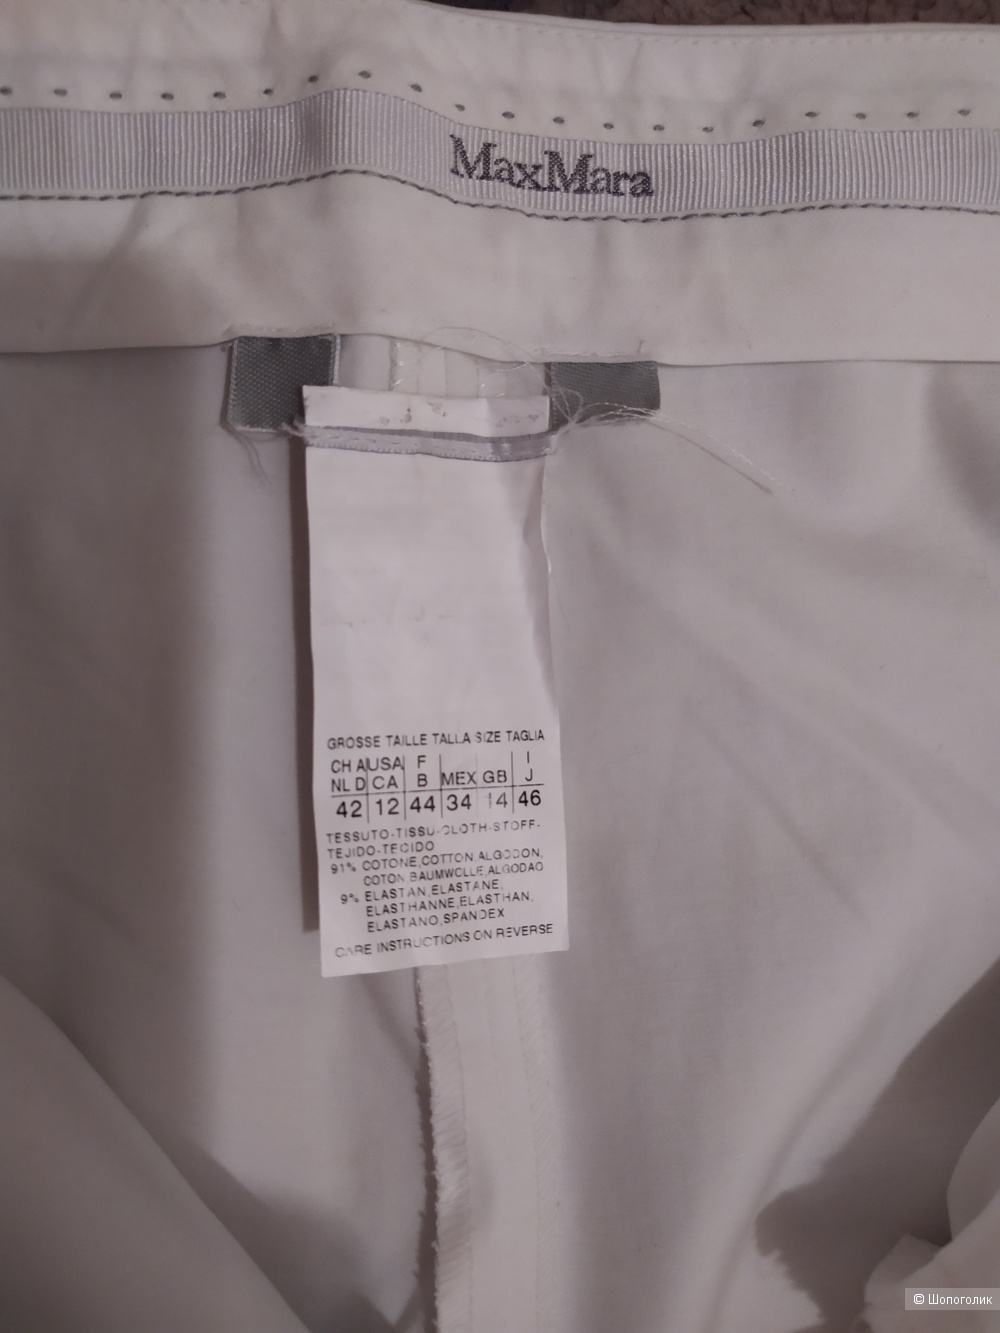 MaxMara
GROSSE TAILLE TALLA SIZE TAGLIA
CH A USA F I
NL D CA B MEX GB J
42 12 44 34 14 46
TESSUTO-TISSU-CLOTH-STOFF-
TEJIDO-TECIDO
91% COTONE,COTTON,ALGODON,
COTON,BAUMWOLLE,ALGODAO
9% ELASTAN,ELASTANE,
ELASTHANNE,ELASTHAN,
ELASTANO,SPANDEX
CARE INSTRUCTIONS ON REVERSE
© Шопоголик